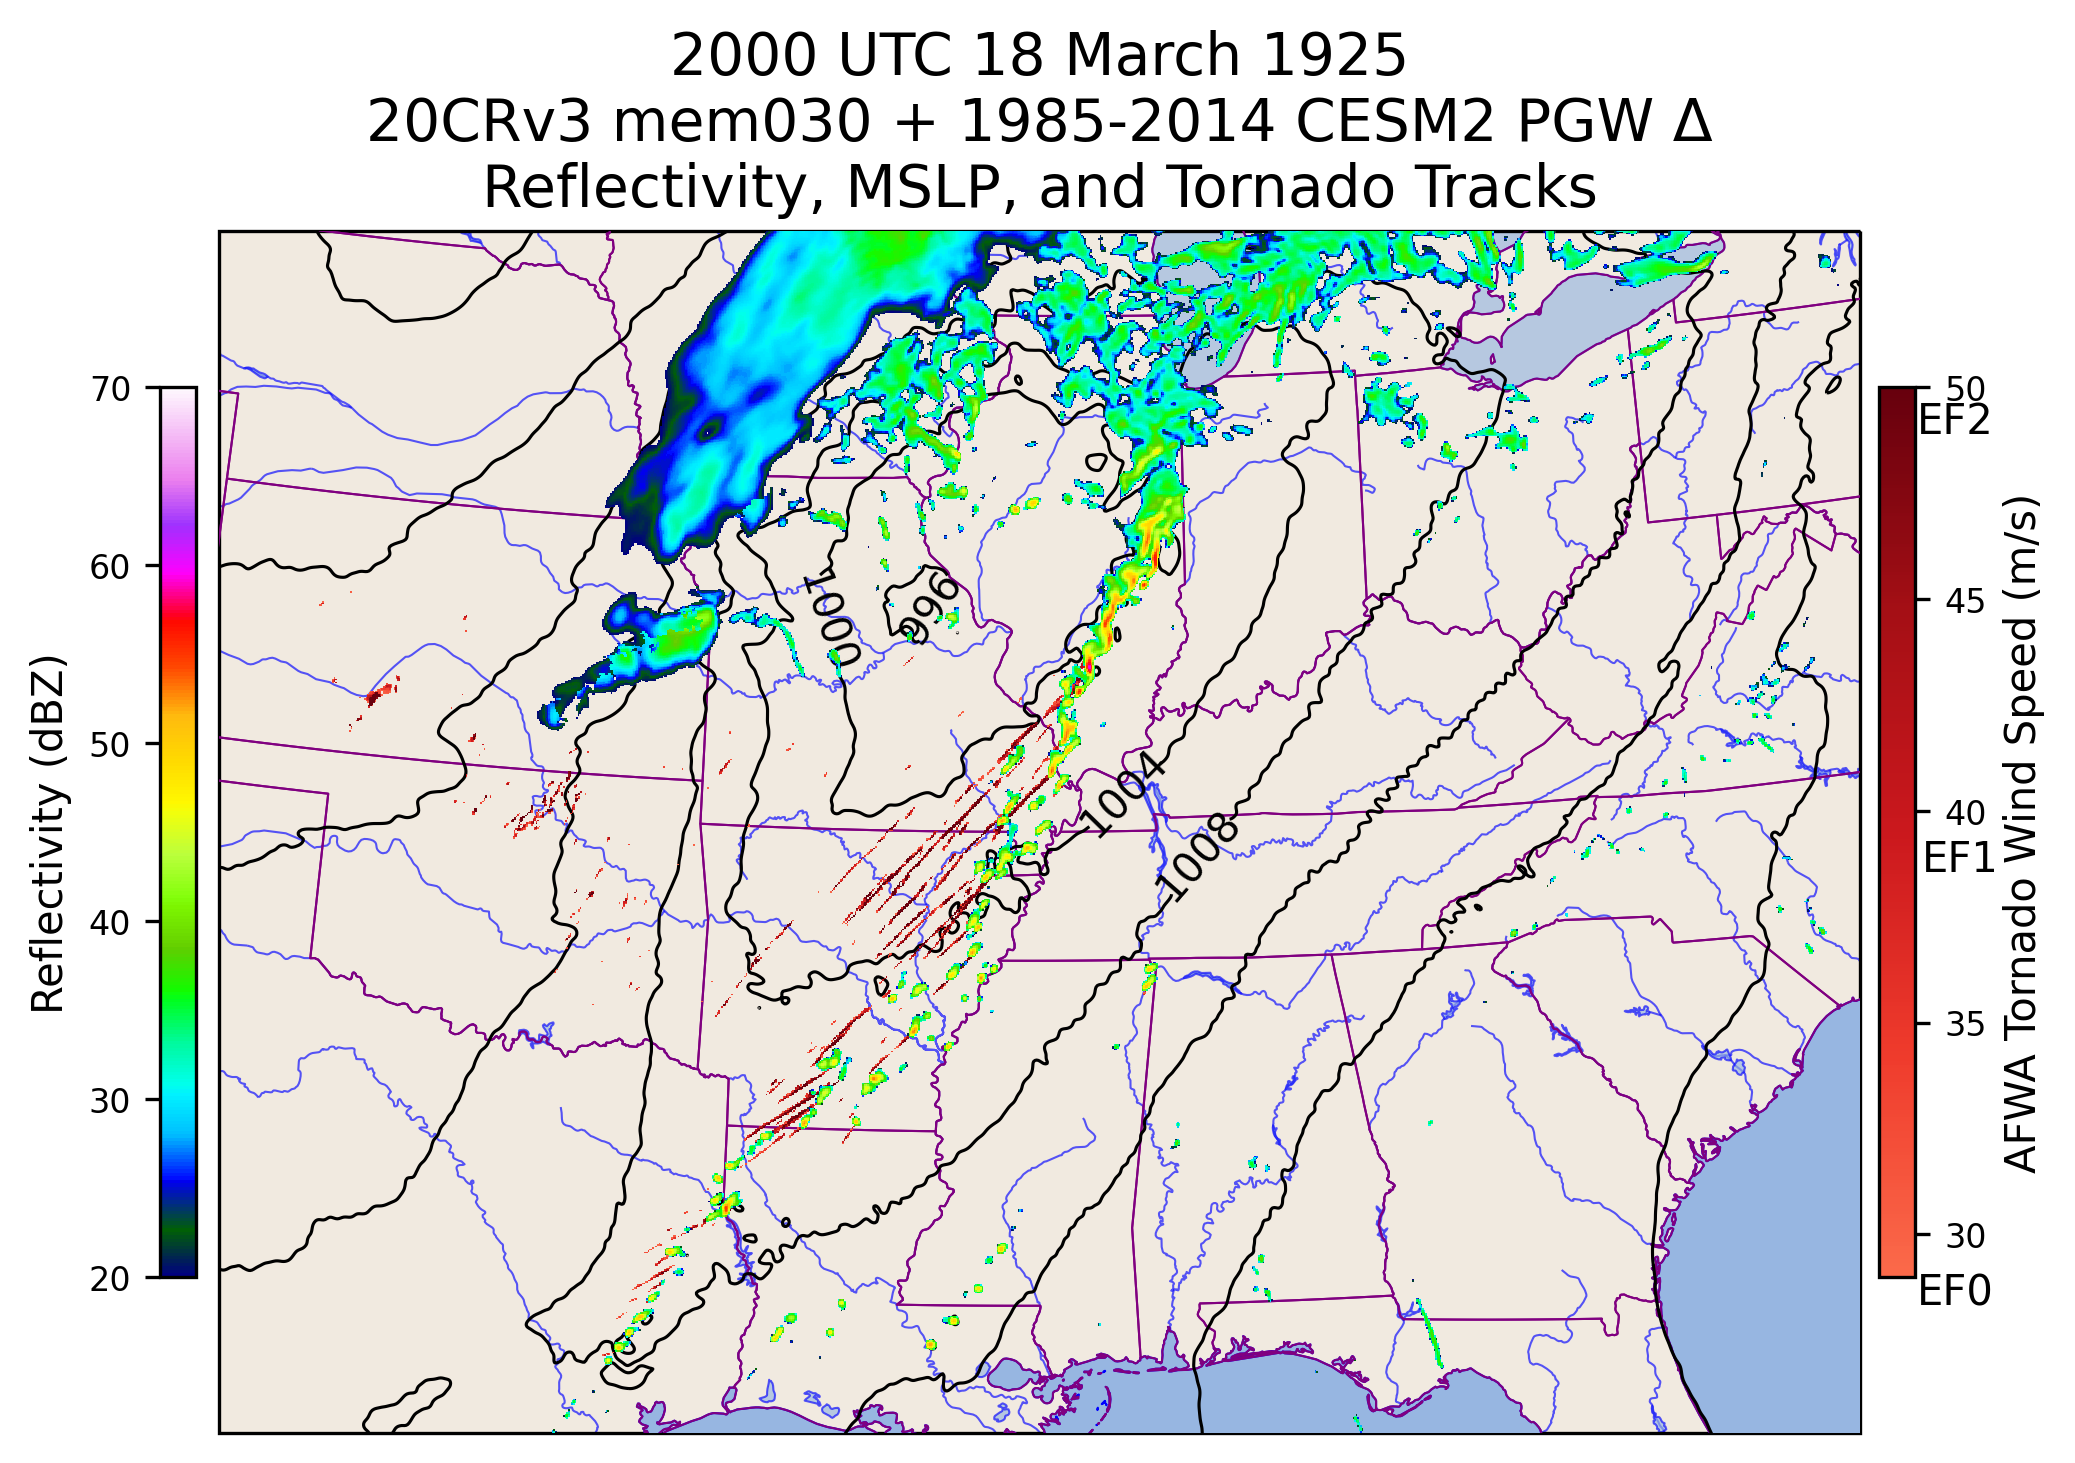 2000 UTC 18 March 1925
20CRv3 mem030 + 1985-2014 CESM2 PGW Δ
Reflectivity, MSLP, and Tornado Tracks
Reflectivity (dBZ)
70
60
50
40
30
20
1000
996
1004
1008
50
EF2
45
40
EF1
35
30
EF0
AFWA Tornado Wind Speed (m/s)